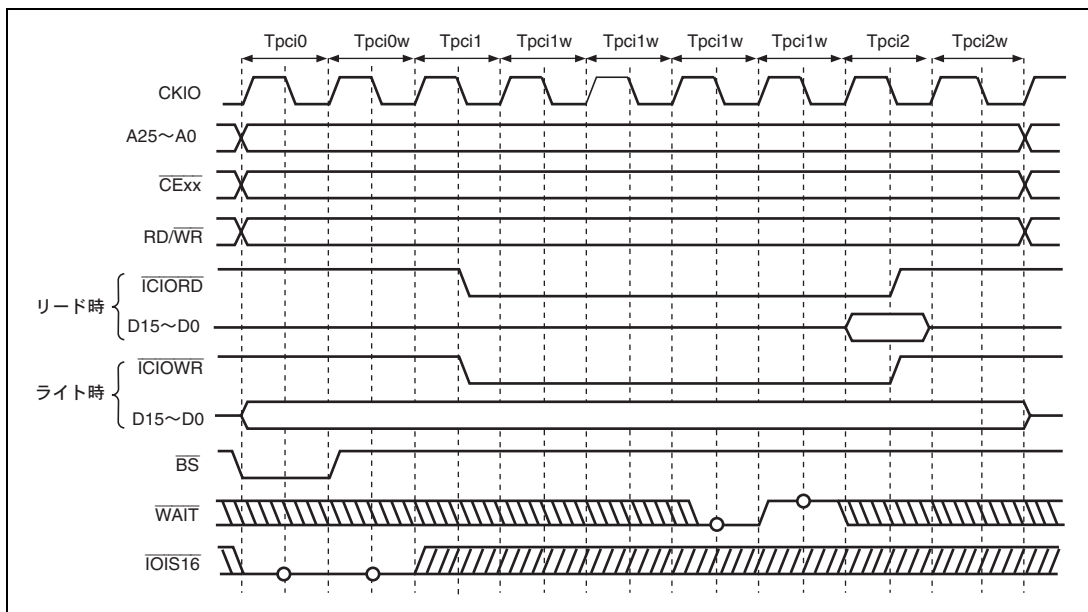 Tpci0 Tpci0w Tpci1 Tpci1w Tpci1w Tpci1w Tpci1w Tpci2 Tpci2w
CKIO
A25～A0
CExx
RD/WR
リード時
ICIORD
D15～D0
ライト時
ICIOWR
D15～D0
BS
WAIT
IOIS16